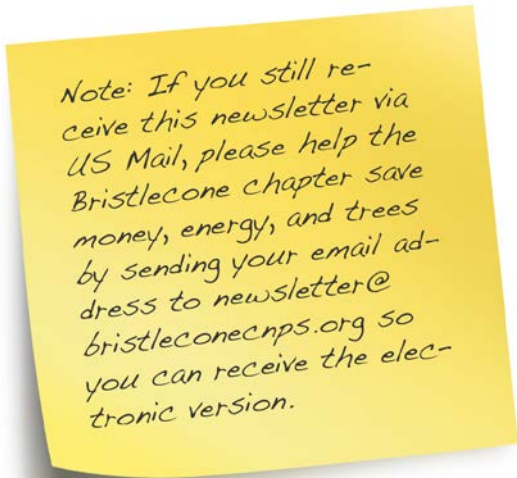 Note: If you still re-
ceive this newsletter via
US Mail, please help the
Bristlecone chapter save
money, energy, and trees
by sending your email ad-
dress to newsletter@
bristleconecnps.org so
you can receive the elec-
tronic version.